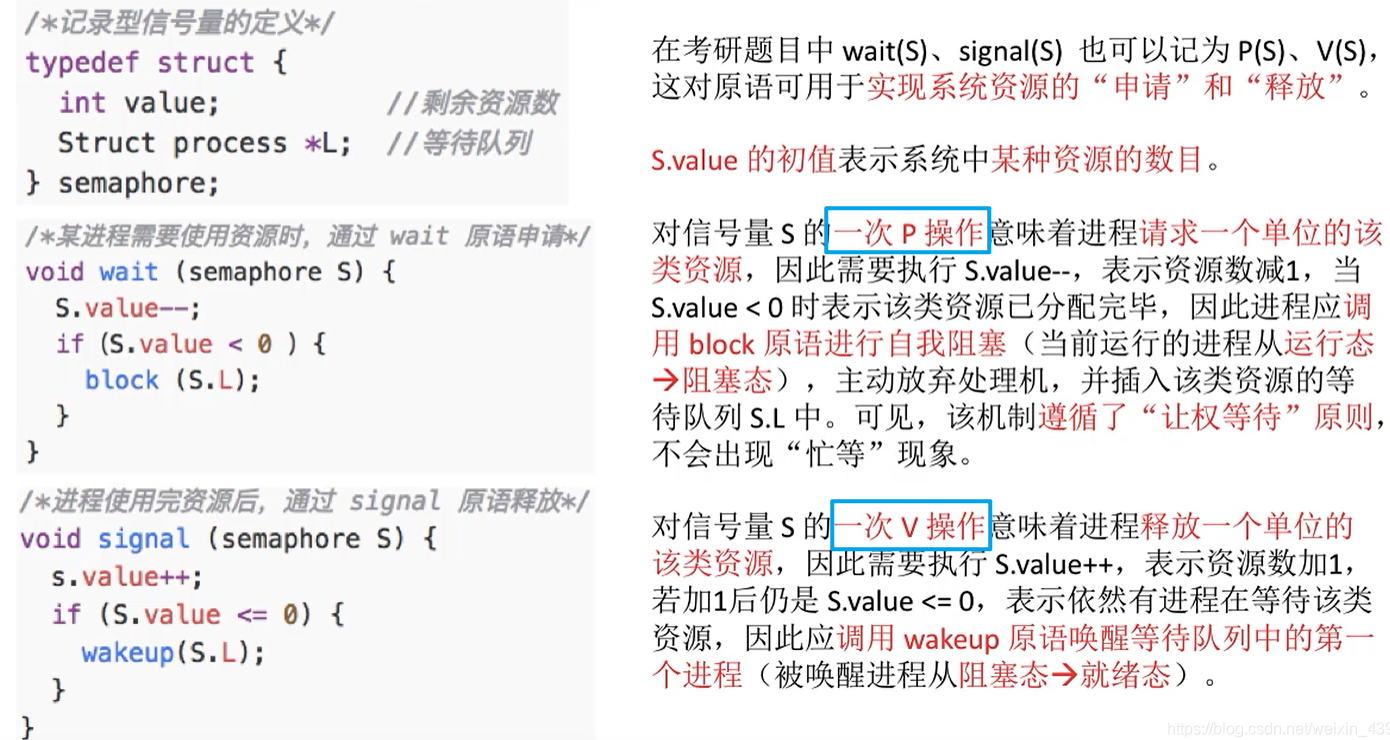 /*记录型信号量的定义*/
typedef struct {
int value; //剩余资源数
Struct process *L; //等待队列
} semaphore;
/*某进程需要使用资源时，通过 wait 原语申请*/
void wait (semaphore S) {
S.value--;
if (S.value < 0 ) {
block (S.L);
}
}
/*进程使用完资源后，通过 signal 原语释放*/
void signal (semaphore S) {
s.value++;
if (S.value <= 0) {
wakeup(S.L);
}
}
在考研题目中 wait(S)、signal(S) 也可以记为 P(S)、V(S)，
这对原语可用于实现系统资源的“申请”和“释放”。
S.value 的初值表示系统中某种资源的数目。
对信号量 S 的一次 P 操作意味着进程请求一个单位的该
类资源，因此需要执行 S.value--，表示资源数减1，当
S.value < 0 时表示该类资源已分配完毕，因此进程应调
用 block 原语进行自我阻塞（当前运行的进程从运行态
→阻塞态），主动放弃处理机，并插入该类资源的等
待队列 S.L 中。可见，该机制遵循了“让权等待”原则，
不会出现“忙等”现象。
对信号量 S 的一次 V 操作意味着进程释放一个单位的
该类资源，因此需要执行 S.value++，表示资源数加1，
若加1后仍是 S.value <= 0，表示依然有进程在等待该类
资源，因此应调用 wakeup 原语唤醒等待队列中的第一
个进程（被唤醒进程从阻塞态→就绪态）。
https://blog.csdn.net/weixin_439